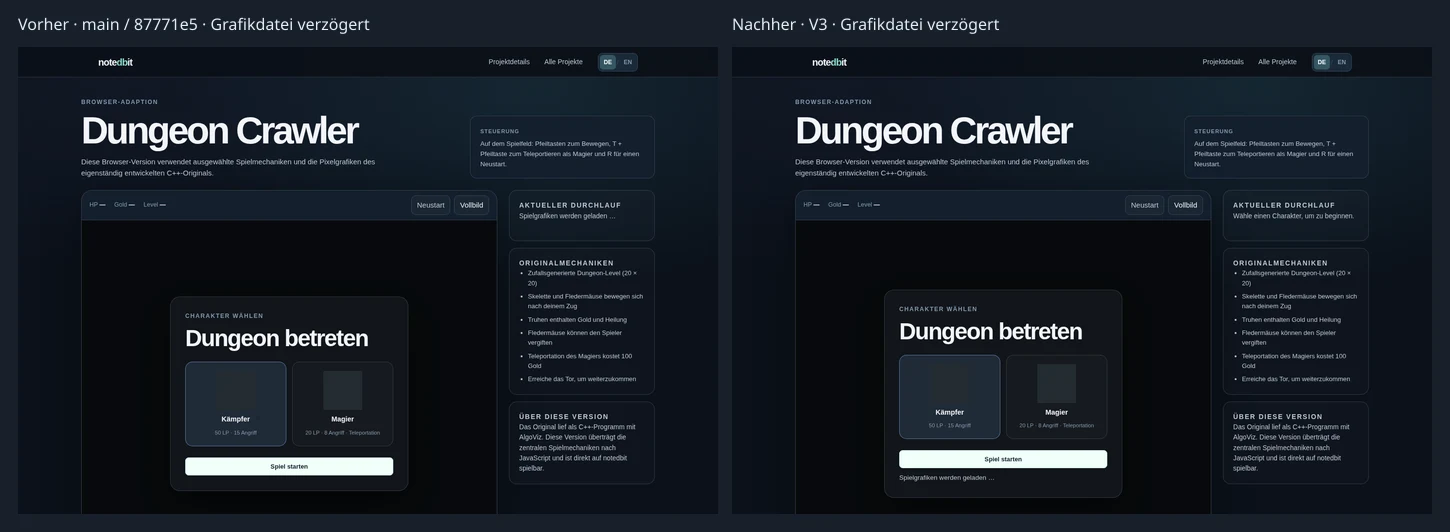 Vorher · main / 87771e5 · Grafikdatei verzögert
notedbit
Projektdetails
Alle Projekte
DE
EN
BROWSER-ADAPTION
Dungeon Crawler
Diese Browser-Version verwendet ausgewählte Spielmechaniken und die Pixelgrafiken des
eigenständig entwickelten C++-Originals.
STEUERUNG
Auf dem Spielfeld: Pfeiltasten zum Bewegen, T +
Pfeiltaste zum Teleportieren als Magier und R für einen
Neustart.
HP —
Gold —
Level —
Neustart
Vollbild
CHARAKTER WÄHLEN
Dungeon betreten
Kämpfer
50 LP · 15 Angriff
Magier
20 LP · 8 Angriff · Teleportation
Spiel starten
AKTUELLER DURCHLAUF
Spielgrafiken werden geladen …
ORIGINALMECHANIKEN
• Zufallsgenerierte Dungeon-Level (20 ×
20)
• Skelette und Fledermäuse bewegen sich
nach deinem Zug
• Truhen enthalten Gold und Heilung
• Fledermäuse können den Spieler
vergiften
• Teleportation des Magiers kostet 100
Gold
• Erreiche das Tor, um weiterzukommen
ÜBER DIESE VERSION
Das Original lief als C++-Programm mit
AlgoViz. Diese Version überträgt die
zentralen Spielmechaniken nach
JavaScript und ist direkt auf notedbit
spielbar.
Nachher · V3 · Grafikdatei verzögert
notedbit
Projektdetails
Alle Projekte
DE
EN
BROWSER-ADAPTION
Dungeon Crawler
Diese Browser-Version verwendet ausgewählte Spielmechaniken und die Pixelgrafiken des
eigenständig entwickelten C++-Originals.
STEUERUNG
Auf dem Spielfeld: Pfeiltasten zum Bewegen, T +
Pfeiltaste zum Teleportieren als Magier und R für einen
Neustart.
HP —
Gold —
Level —
Neustart
Vollbild
CHARAKTER WÄHLEN
Dungeon betreten
Kämpfer
50 LP · 15 Angriff
Magier
20 LP · 8 Angriff · Teleportation
Spiel starten
Spielgrafiken werden geladen …
AKTUELLER DURCHLAUF
Wähle einen Charakter, um zu beginnen.
ORIGINALMECHANIKEN
• Zufallsgenerierte Dungeon-Level (20 ×
20)
• Skelette und Fledermäuse bewegen sich
nach deinem Zug
• Truhen enthalten Gold und Heilung
• Fledermäuse können den Spieler
vergiften
• Teleportation des Magiers kostet 100
Gold
• Erreiche das Tor, um weiterzukommen
ÜBER DIESE VERSION
Das Original lief als C++-Programm mit
AlgoViz. Diese Version überträgt die
zentralen Spielmechaniken nach
JavaScript und ist direkt auf notedbit
spielbar.